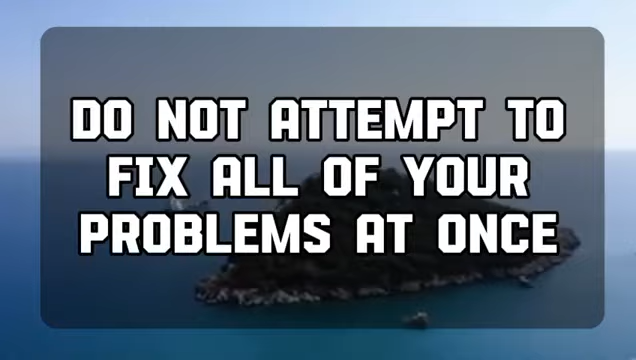 DO NOT ATTEMPT TO
FIX ALL OF YOUR
PROBLEMS AT ONCE